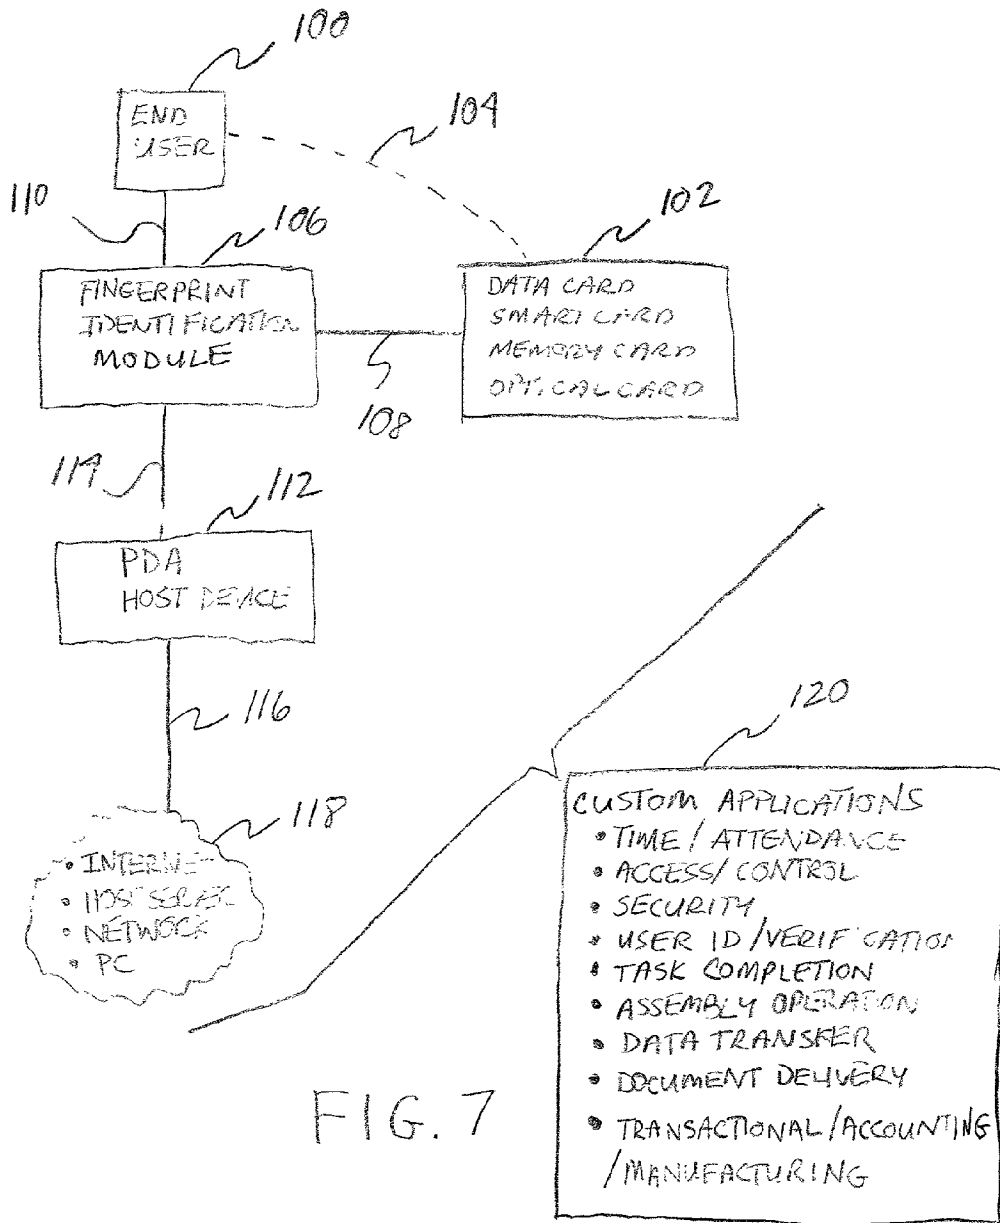 100
END
USER
104
110
106
102
FINGERPRINT
IDENTIFICATION
MODULE
DATA CARD
SMART CARD
MEMORY CARD
OPTICAL CARD
108
114
112
PDA
HOST DEVICE
116
118
• INTERNET
• HOST SERVER
• NETWORK
• PC
120
CUSTOM APPLICATIONS
• TIME / ATTENDANCE
• ACCESS / CONTROL
• SECURITY
• USER ID / VERIFICATION
• TASK COMPLETION
• ASSEMBLY OPERATION
• DATA TRANSFER
• DOCUMENT DELIVERY
• TRANSACTIONAL / ACCOUNTING
/ MANUFACTURING
FIG. 7